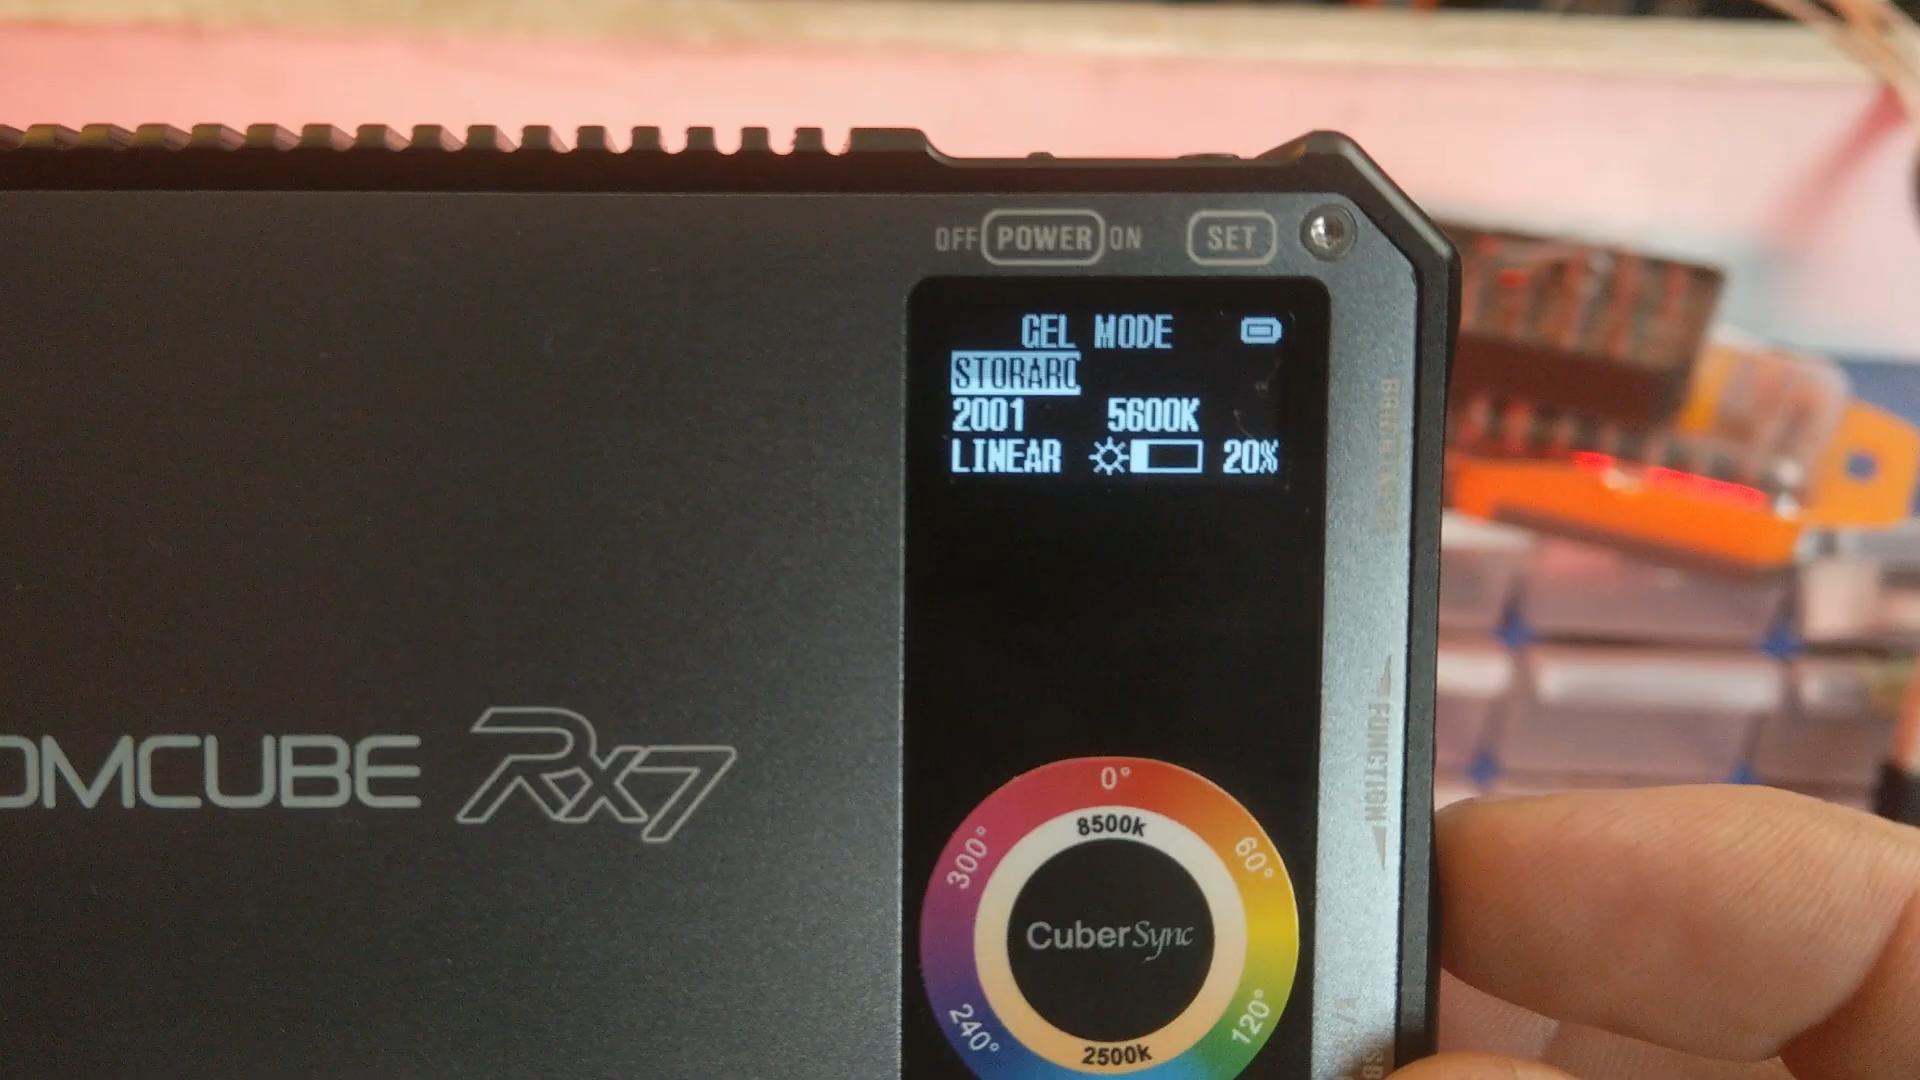 OFF POWER ON SET
GEL MODE
STORARO
2001 5600K
LINEAR 20%
FUNCTION
OMCUBE RX7
0°
8500k
300°
60°
CuberSync
240°
120°
2500k